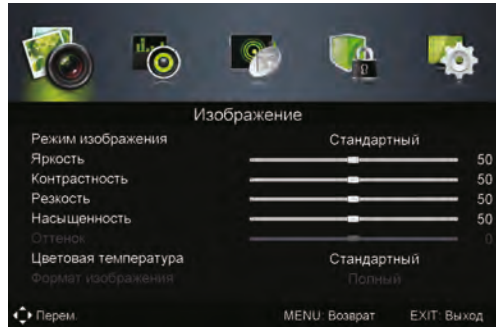 Изображение
Режим изображения Стандартный
Яркость 50
Контрастность 50
Резкость 50
Насыщенность 50
Оттенок 0
Цветовая температура Стандартный
Формат изображения Полный
Перем. MENU: Возврат EXIT: Выход